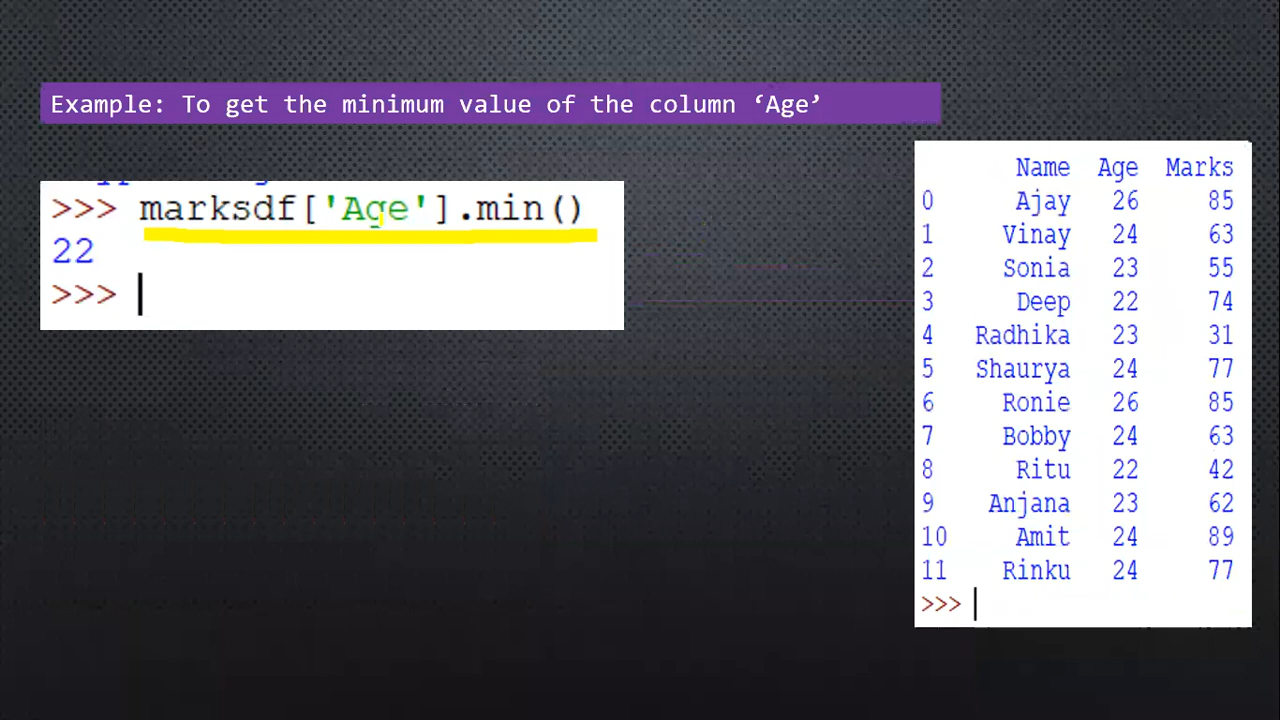 Example: To get the minimum value of the column ‘Age’
>>> marksdf['Age'].min()
22
>>>
Name Age Marks
0 Ajay 26 85
1 Vinay 24 63
2 Sonia 23 55
3 Deep 22 74
4 Radhika 23 31
5 Shaurya 24 77
6 Ronie 26 85
7 Bobby 24 63
8 Ritu 22 42
9 Anjana 23 62
10 Amit 24 89
11 Rinku 24 77
>>>